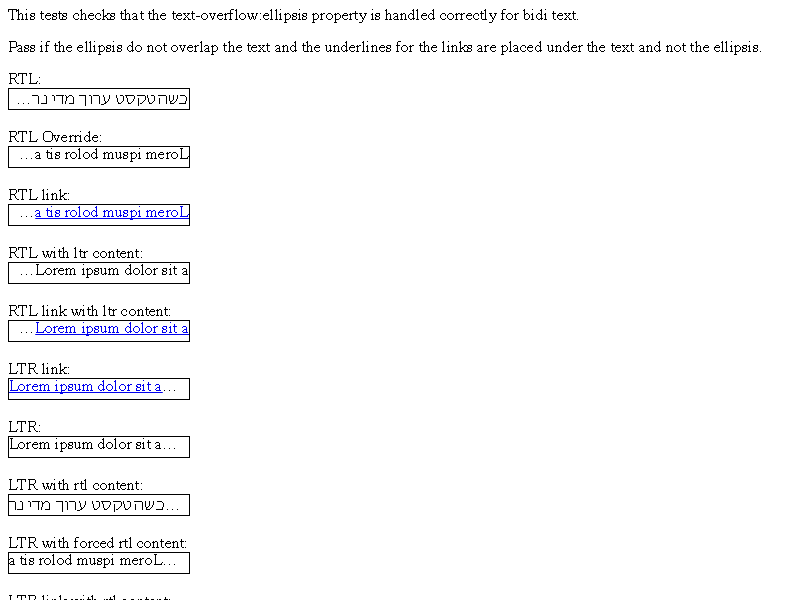 This tests checks that the text-overflow:ellipsis property is handled correctly for bidi text.
Pass if the ellipsis do not overlap the text and the underlines for the links are placed under the text and not the ellipsis.
RTL:
כשהטקסט ערוך מדי נר...
RTL Override:
...a tis rolod muspi meroL
RTL link:
...a tis rolod muspi meroL
RTL with ltr content:
...Lorem ipsum dolor sit a
RTL link with ltr content:
...Lorem ipsum dolor sit a
LTR link:
Lorem ipsum dolor sit a...
LTR:
Lorem ipsum dolor sit a...
LTR with rtl content:
כשהטקסט ערוך מדי נר...
LTR with forced rtl content:
a tis rolod muspi meroL...
LTR link with rtl content: